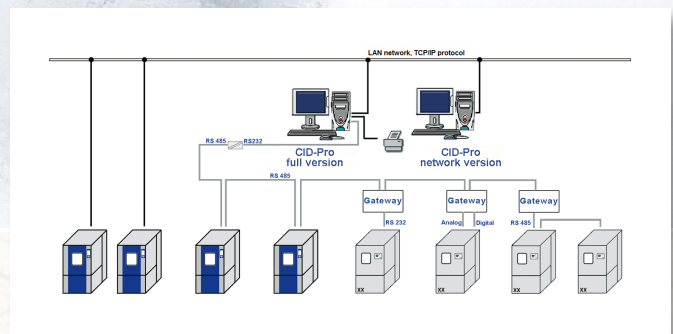 LAN network, TCP/IP protocol
RS 485 RS232
CID-Pro
full version
CID-Pro
network version
RS 485
Gateway
Gateway
Gateway
RS 232
Analog
Digital
RS 485
XX
XX
XX
XX